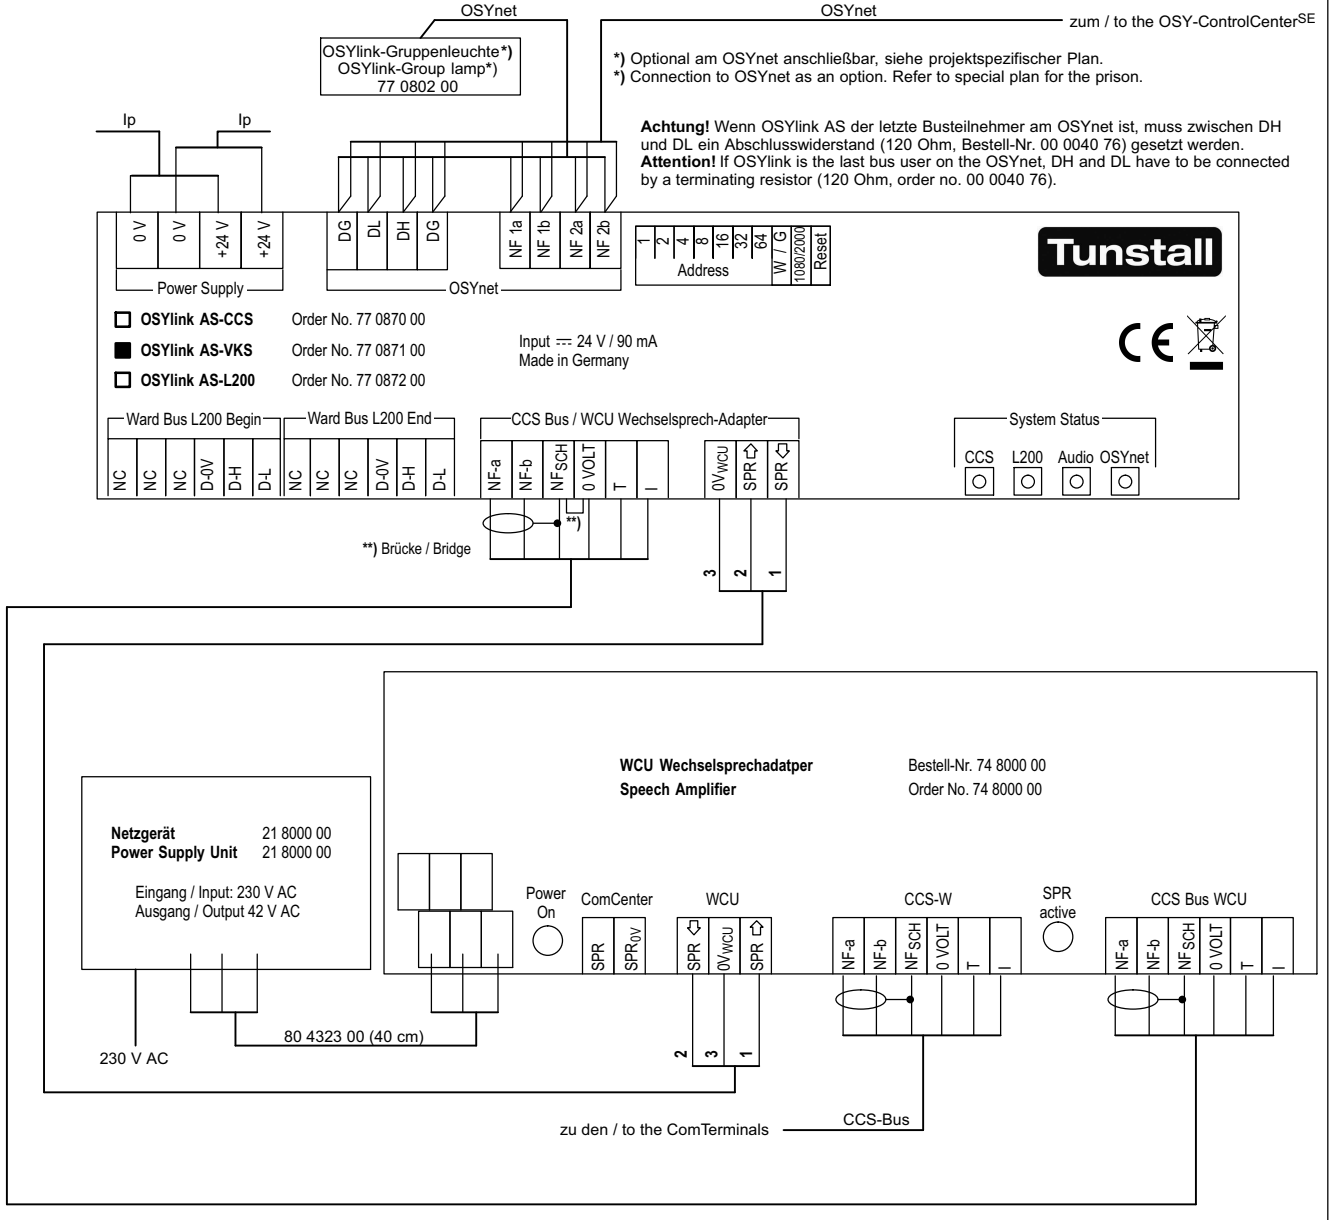 OSYnet
OSYnet
zum / to the OSY-ControlCenterSE
OSYlink-Gruppenleuchte*)
OSYlink-Group lamp*)
77 0802 00
*) Optional am OSYnet anschließbar, siehe projektspezifischer Plan.
*) Connection to OSYnet as an option. Refer to special plan for the prison.
Ip
Ip
Achtung! Wenn OSYlink AS der letzte Busteilnehmer am OSYnet ist, muss zwischen DH
und DL ein Abschlusswiderstand (120 Ohm, Bestell-Nr. 00 0040 76) gesetzt werden.
Attention! If OSYlink is the last bus user on the OSYnet, DH and DL have to be connected
by a terminating resistor (120 Ohm, order no. 00 0040 76).
0 V
0 V
+24 V
+24 V
DG
DL
DH
DG
NF 1a
NF 1b
NF 2a
NF 2b
1
2
4
8
16
32
64
W / G
1080/2000
Reset
Address
Tunstall
Power Supply
OSYnet
OSYlink AS-CCS Order No. 77 0870 00
OSYlink AS-VKS Order No. 77 0871 00
OSYlink AS-L200 Order No. 77 0872 00
Input ⎓ 24 V / 90 mA
Made in Germany
CE
Ward Bus L200 Begin
Ward Bus L200 End
CCS Bus / WCU Wechselsprech-Adapter
System Status
NC
NC
NC
D-0V
D-H
D-L
NC
NC
NC
D-0V
D-H
D-L
NF-a
NF-b
NFSCH
0 VOLT
T
I
0VWCU
SPR ⇧
SPR ⇩
CCS
L200
Audio
OSYnet
**)
**) Brücke / Bridge
3
2
1
WCU Wechselsprechadatper Bestell-Nr. 74 8000 00
Speech Amplifier Order No. 74 8000 00
Netzgerät 21 8000 00
Power Supply Unit 21 8000 00
Eingang / Input: 230 V AC
Ausgang / Output 42 V AC
Power
On
ComCenter
WCU
CCS-W
SPR
active
CCS Bus WCU
SPR
SPR0V
SPR ⇩
0VWCU
SPR ⇧
NF-a
NF-b
NFSCH
0 VOLT
T
I
NF-a
NF-b
NFSCH
0 VOLT
T
I
80 4323 00 (40 cm)
230 V AC
2
3
1
zu den / to the ComTerminals
CCS-Bus